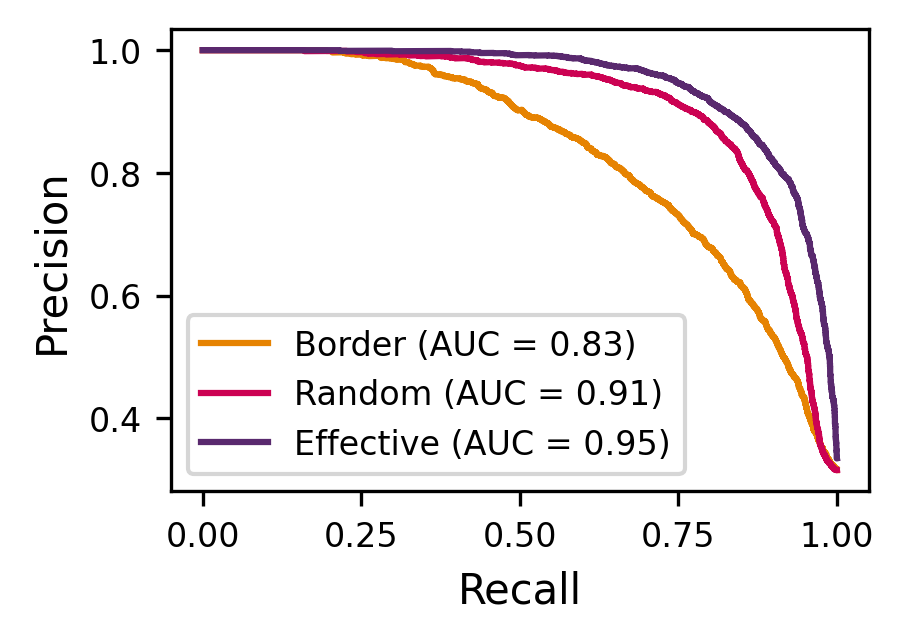 1.0
0.8
0.6
0.4
Precision
Border (AUC = 0.83)
Random (AUC = 0.91)
Effective (AUC = 0.95)
0.00 0.25 0.50 0.75 1.00
Recall